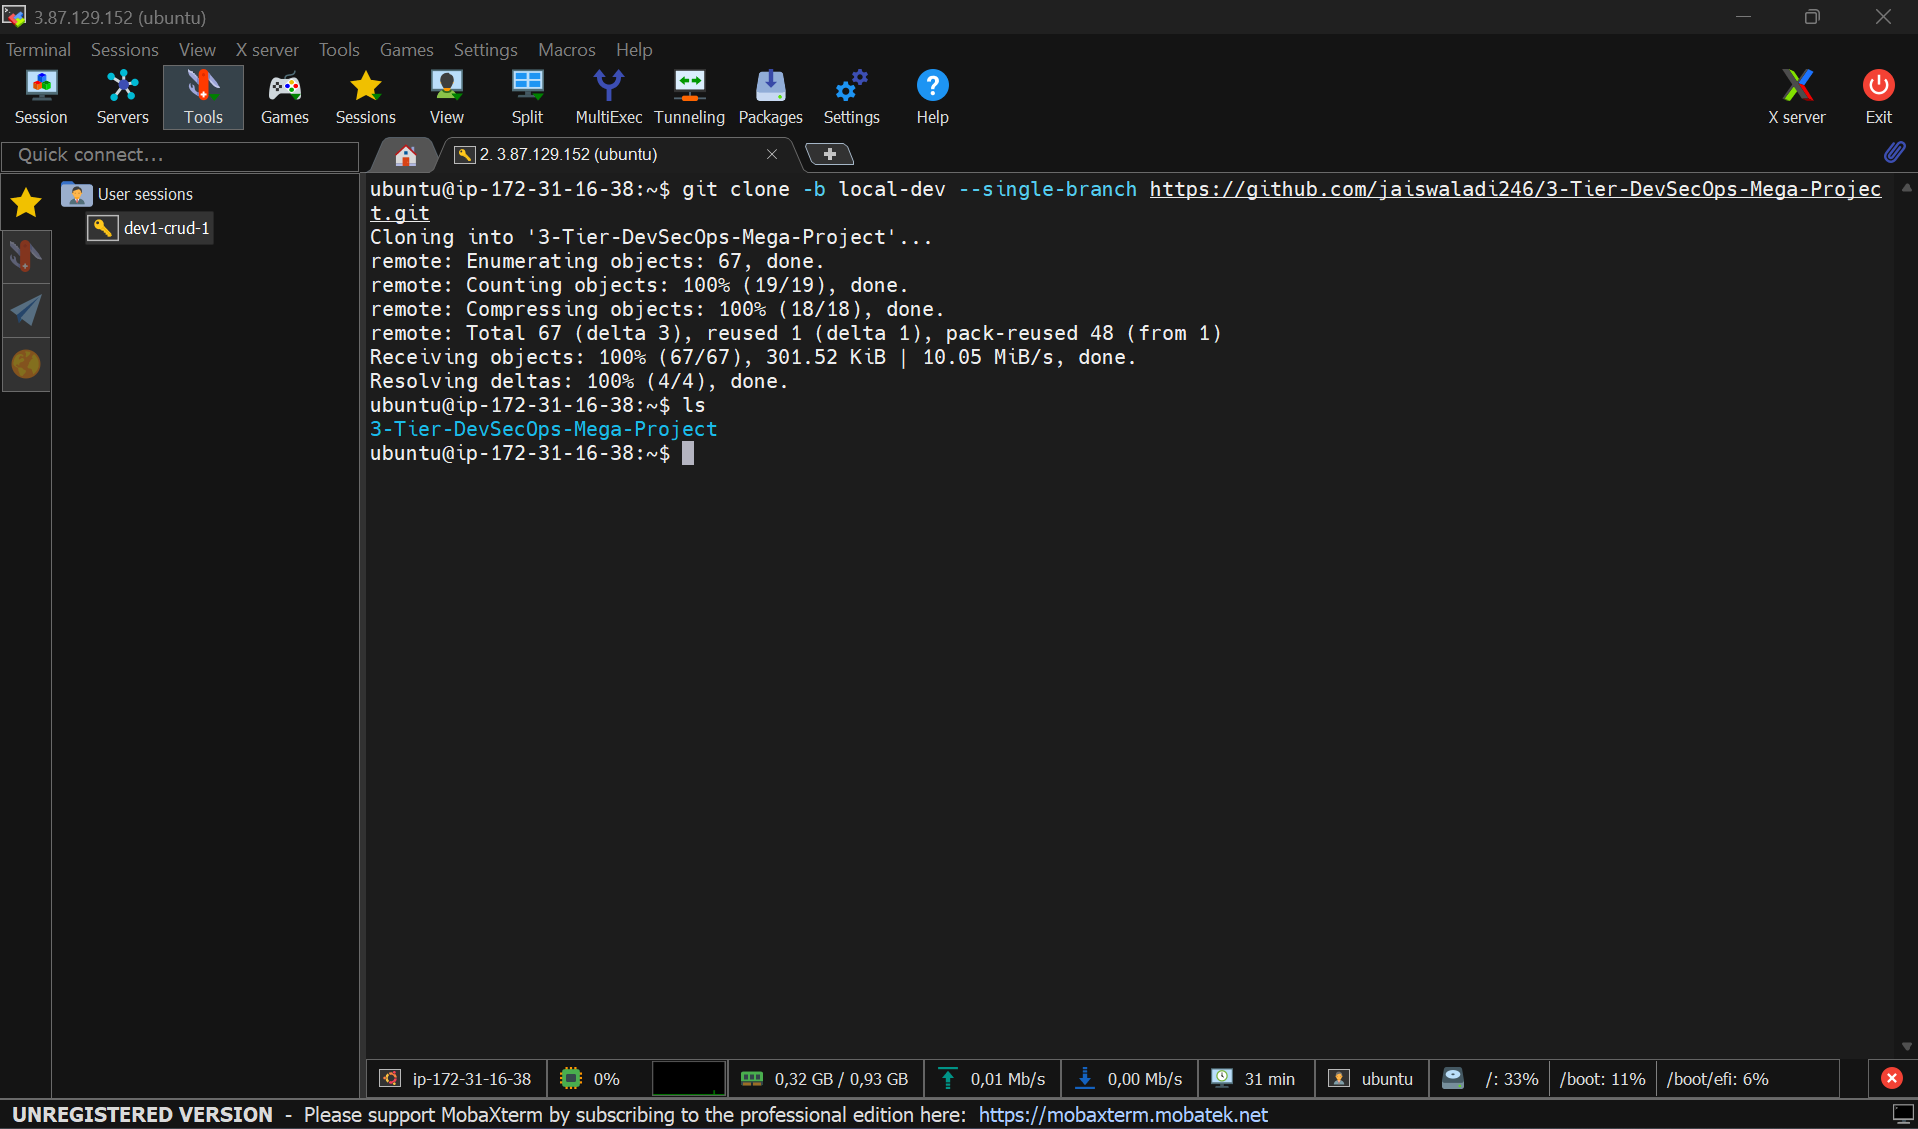 3.87.129.152 (ubuntu)
Terminal Sessions View X server Tools Games Settings Macros Help
Session Servers Tools Games Sessions View Split MultiExec Tunneling Packages Settings Help X server Exit
Quick connect...
2. 3.87.129.152 (ubuntu)
User sessions
dev1-crud-1
ubuntu@ip-172-31-16-38:~$ git clone -b local-dev --single-branch https://github.com/jaiswaladi246/3-Tier-DevSecOps-Mega-Projec
t.git
Cloning into '3-Tier-DevSecOps-Mega-Project'...
remote: Enumerating objects: 67, done.
remote: Counting objects: 100% (19/19), done.
remote: Compressing objects: 100% (18/18), done.
remote: Total 67 (delta 3), reused 1 (delta 1), pack-reused 48 (from 1)
Receiving objects: 100% (67/67), 301.52 KiB | 10.05 MiB/s, done.
Resolving deltas: 100% (4/4), done.
ubuntu@ip-172-31-16-38:~$ ls
3-Tier-DevSecOps-Mega-Project
ubuntu@ip-172-31-16-38:~$
ip-172-31-16-38 0% 0,32 GB / 0,93 GB 0,01 Mb/s 0,00 Mb/s 31 min ubuntu /: 33% /boot: 11% /boot/efi: 6%
UNREGISTERED VERSION - Please support MobaXterm by subscribing to the professional edition here: https://mobaxterm.mobatek.net